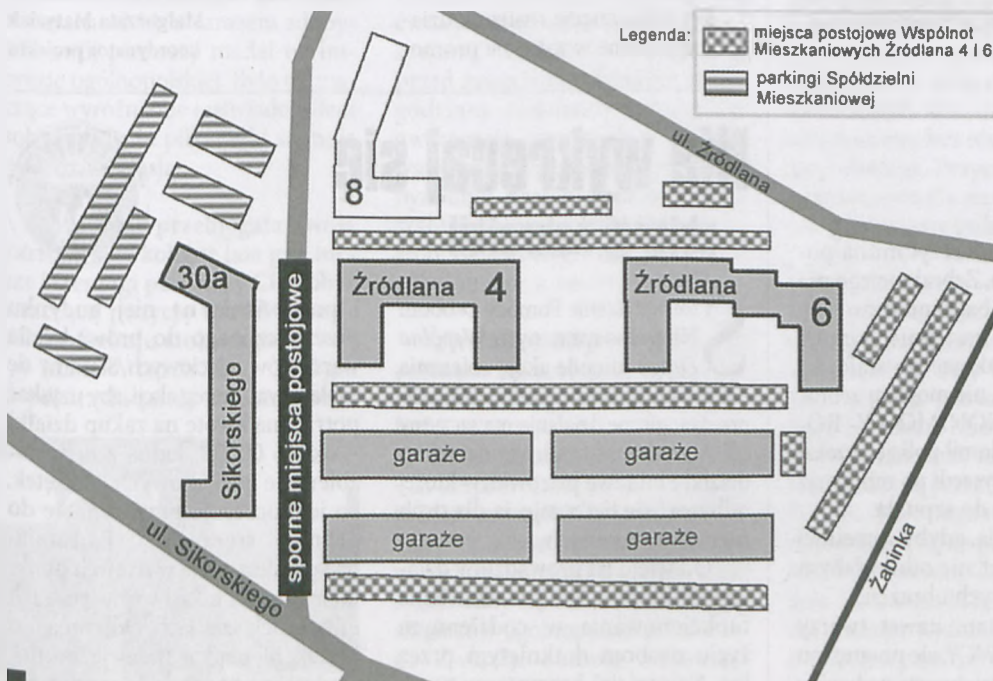 Legenda:
miejsca postojowe Wspólnot
Mieszkaniowych Źródlana 4 i 6
parkingi Spółdzielni
Mieszkaniowej
ul. Źródlana
8
30a
Źródlana 4
Źródlana 6
Sikorskiego
sporne miejsca postojowe
garaże
garaże
garaże
garaże
ul. Sikorskiego
Żabinka